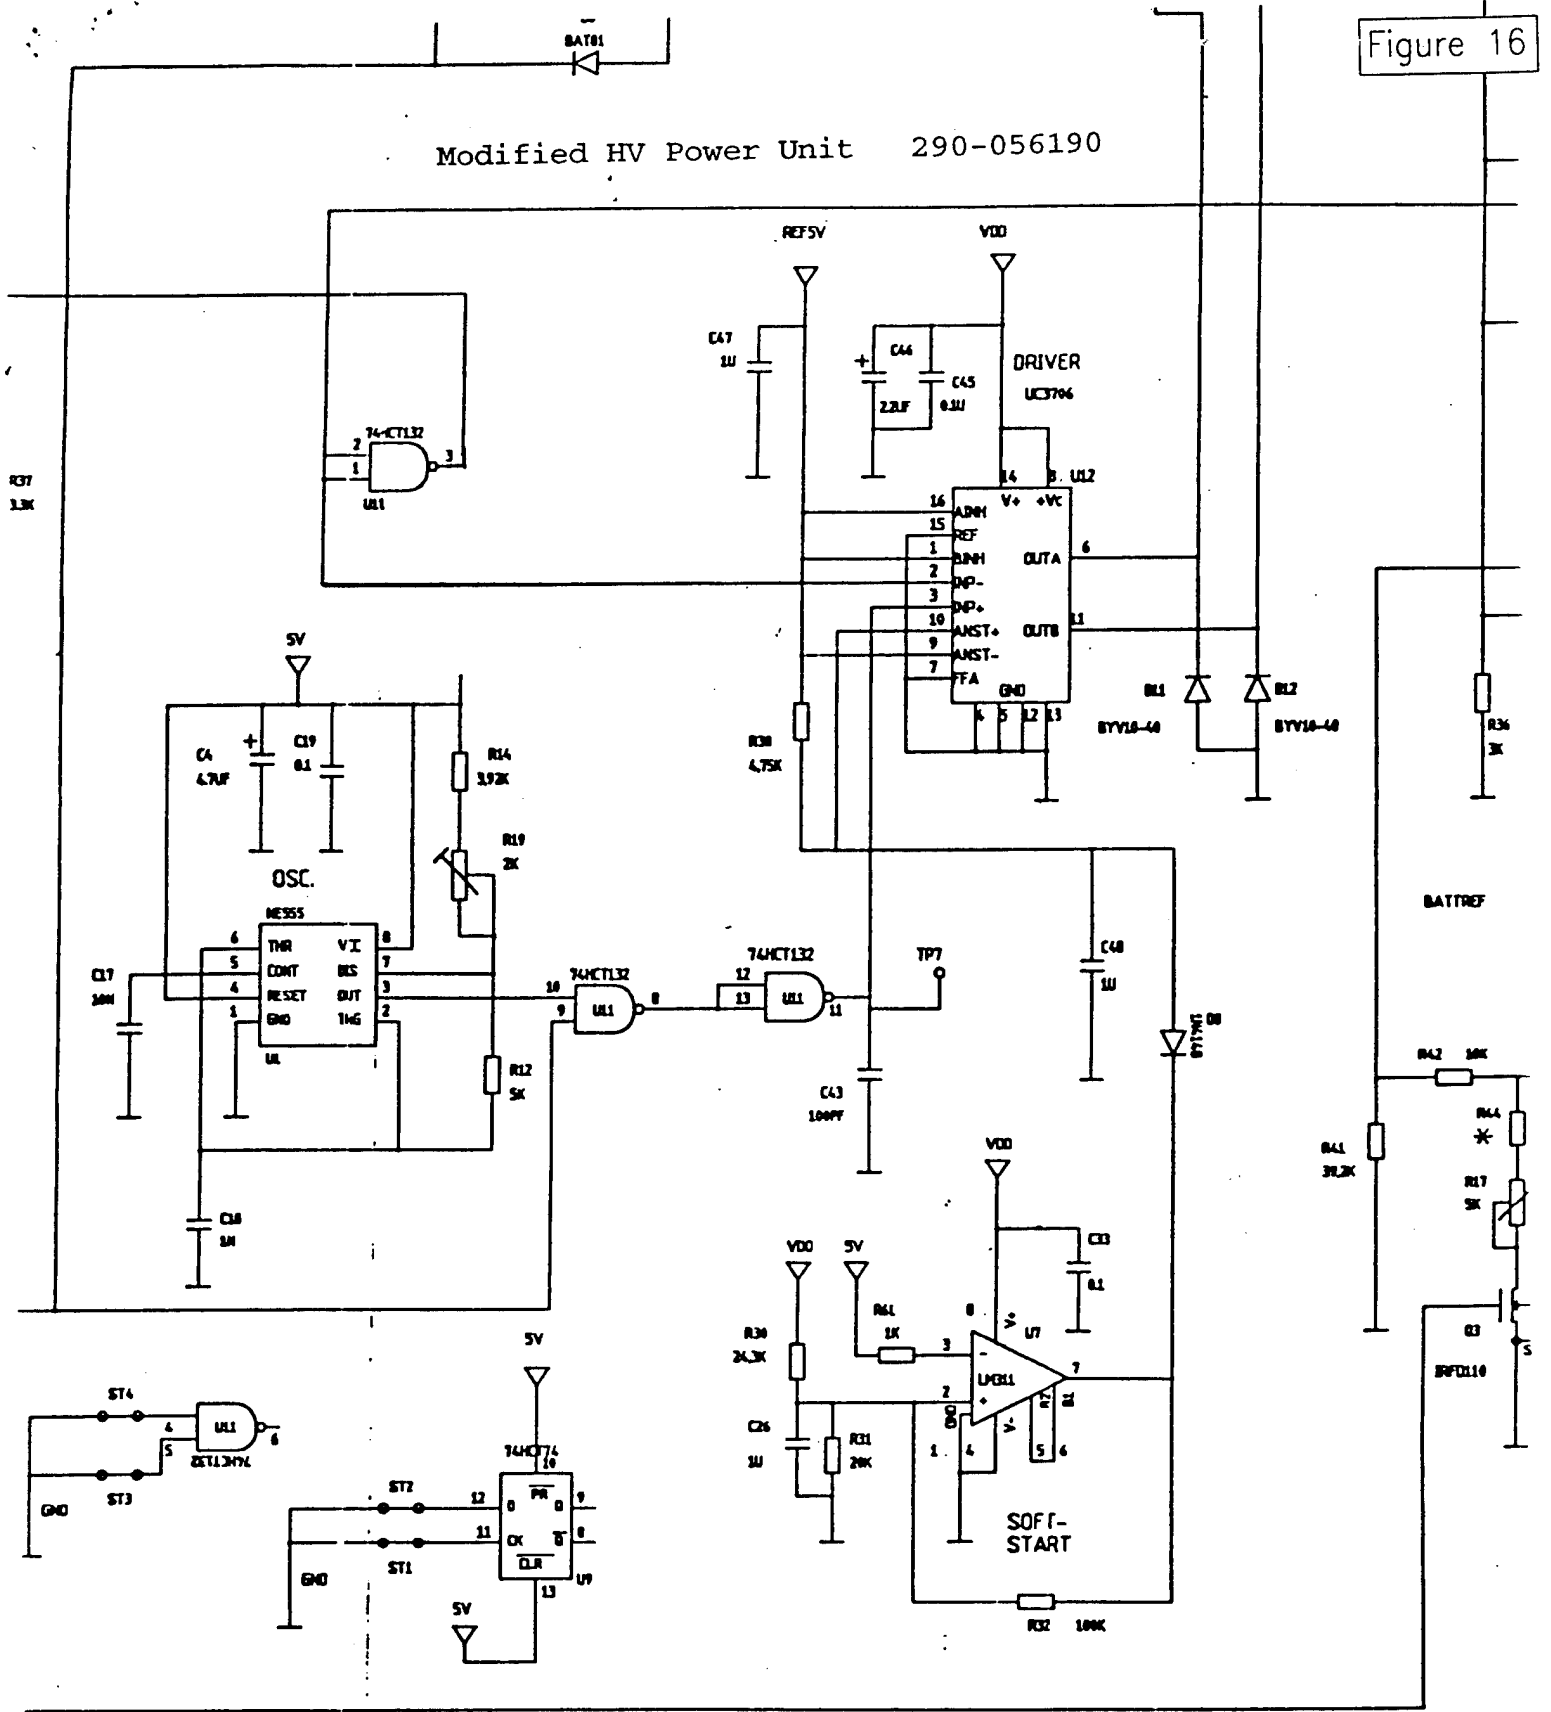 BAT81
Figure 16
Modified HV Power Unit 290-056190
REF5V
VDD
C47
1U
C46
2.2UF
C45
0.1U
DRIVER
UC3706
74HCT132
2
1
3
U11
R37
3.3K
14
8
U12
V+
+Vc
16
AINH
15
REF
1
BINH
2
INP-
3
INP+
10
ANST+
9
ANST-
7
FFA
OUTA
6
OUTB
11
GND
4
5
12
13
BYV10-40
BYV10-40
R36
3K
R38
4.75K
5V
C4
4.7UF
C19
0.1
R14
3.92K
R19
2K
OSC.
NE555
6
THR
5
CONT
4
RESET
1
GND
VI
8
DIS
7
OUT
3
2
U1
C17
10N
R12
5K
C18
1N
74HCT132
10
9
U11
8
74HCT132
12
13
U11
11
TP7
C43
100PF
C48
1U
D8
1N4148
BATTREF
R42
10K
R44
*
R41
39.2K
R17
5K
Q3
IRFD110
S
VDD
C33
0.1
VDD
5V
R61
1K
R30
24.3K
8
V+
U7
3
-
LM311
2
+
7
GND
V-
B1
1
4
5
6
C26
1U
R31
20K
SOFT-
START
R32
100K
ST4
4
5
U11
6
74HCT132
ST3
GND
5V
74HCT74
10
PR
ST2
12
D
9
11
CK
Q
8
CLR
ST1
GND
13
U9
5V